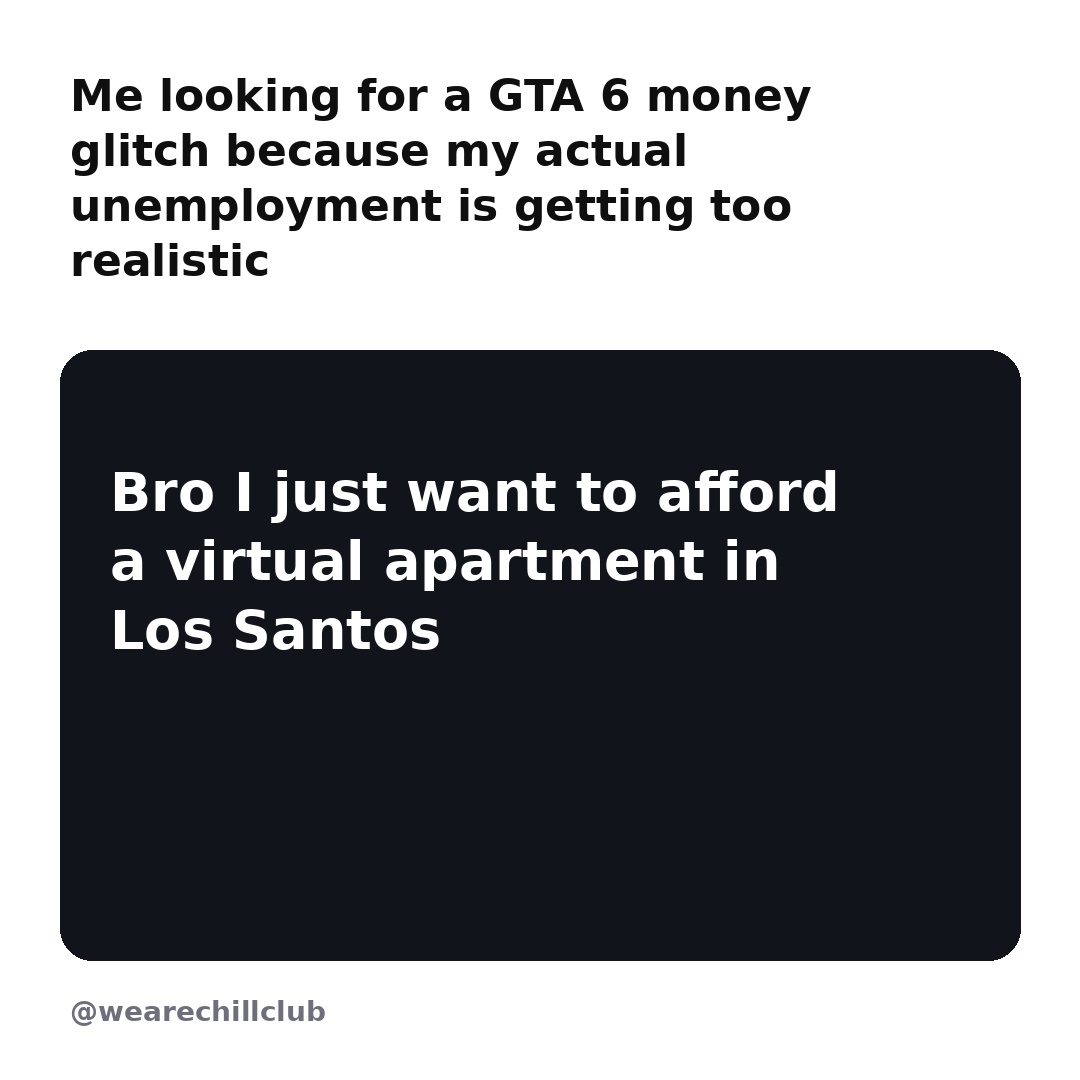 Me looking for a GTA 6 money
glitch because my actual
unemployment is getting too
realistic
Bro I just want to afford
a virtual apartment in
Los Santos
@wearechillclub